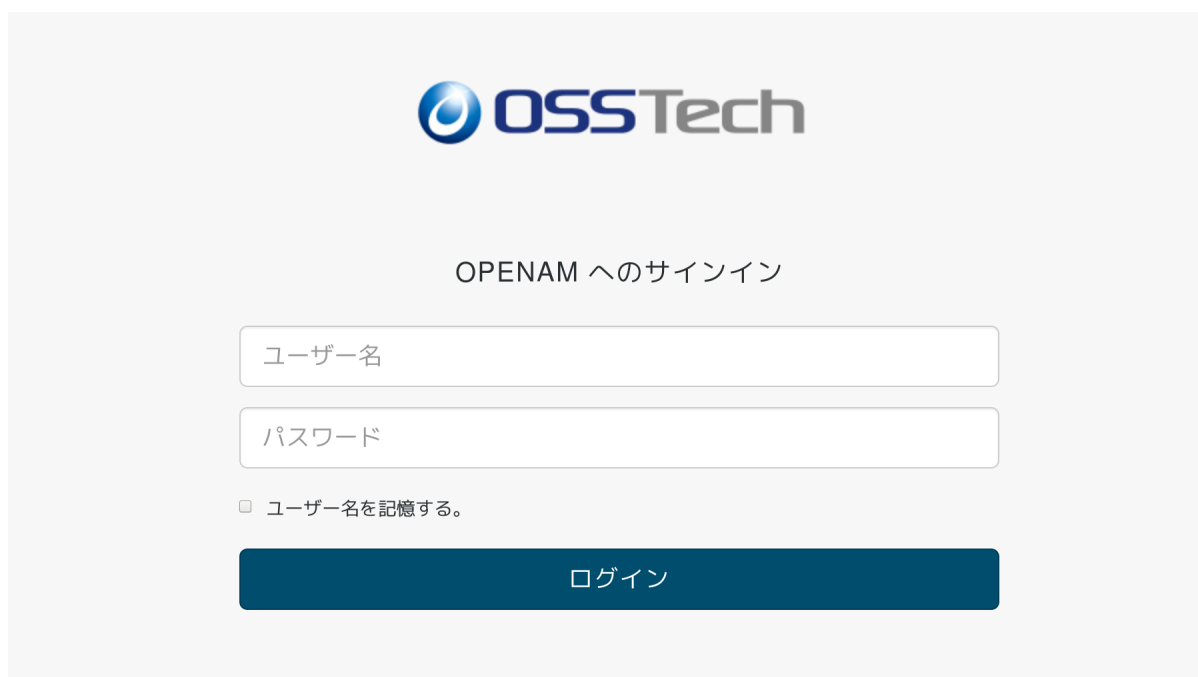 OSSTech
OPENAM へのサインイン
ユーザー名
パスワード
ユーザー名を記憶する。
ログイン